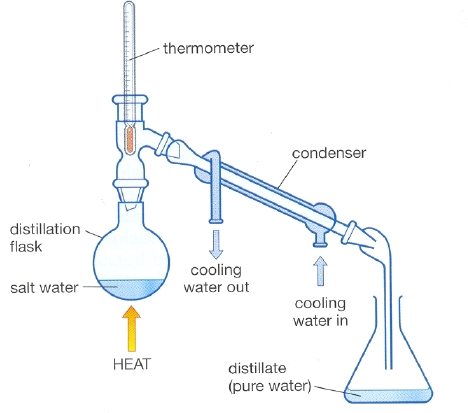 thermometer
condenser
distillation
flask
salt water
cooling
water out
cooling
water in
HEAT
distillate
(pure water)